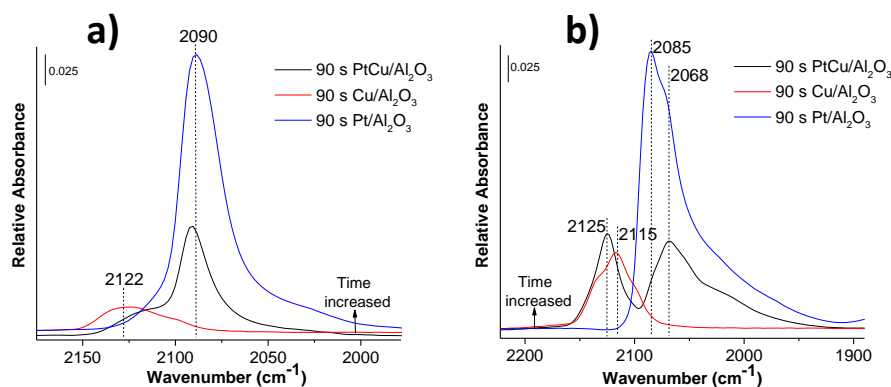 a)
2090
0.025
90 s PtCu/Al₂O₃
90 s Cu/Al₂O₃
90 s Pt/Al₂O₃
2122
Time
increased
Relative Absorbance
2150 2100 2050 2000
Wavenumber (cm⁻¹)
b)
2085
0.025
2068
90 s PtCu/Al₂O₃
90 s Cu/Al₂O₃
90 s Pt/Al₂O₃
2125
2115
Time
increased
Relative Absorbance
2200 2100 2000 1900
Wavenumber (cm⁻¹)